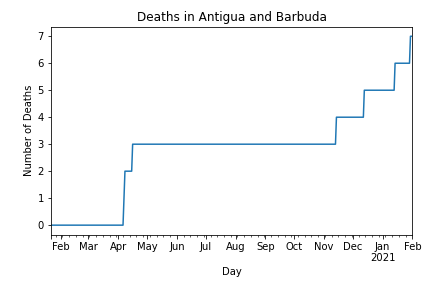 Deaths in Antigua and Barbuda
Number of Deaths
7
6
5
4
3
2
1
0
Feb Mar Apr May Jun Jul Aug Sep Oct Nov Dec Jan Feb
2021
Day